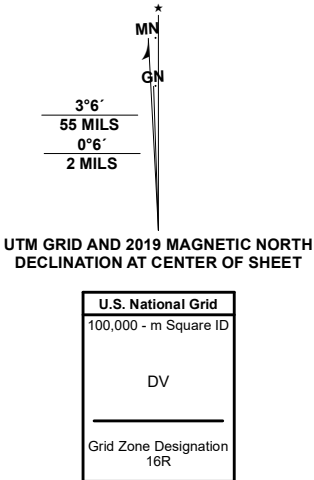 MN
GN
3°6´
55 MILS
0°6´
2 MILS
UTM GRID AND 2019 MAGNETIC NORTH
DECLINATION AT CENTER OF SHEET
U.S. National Grid
100,000 - m Square ID
DV
Grid Zone Designation
16R